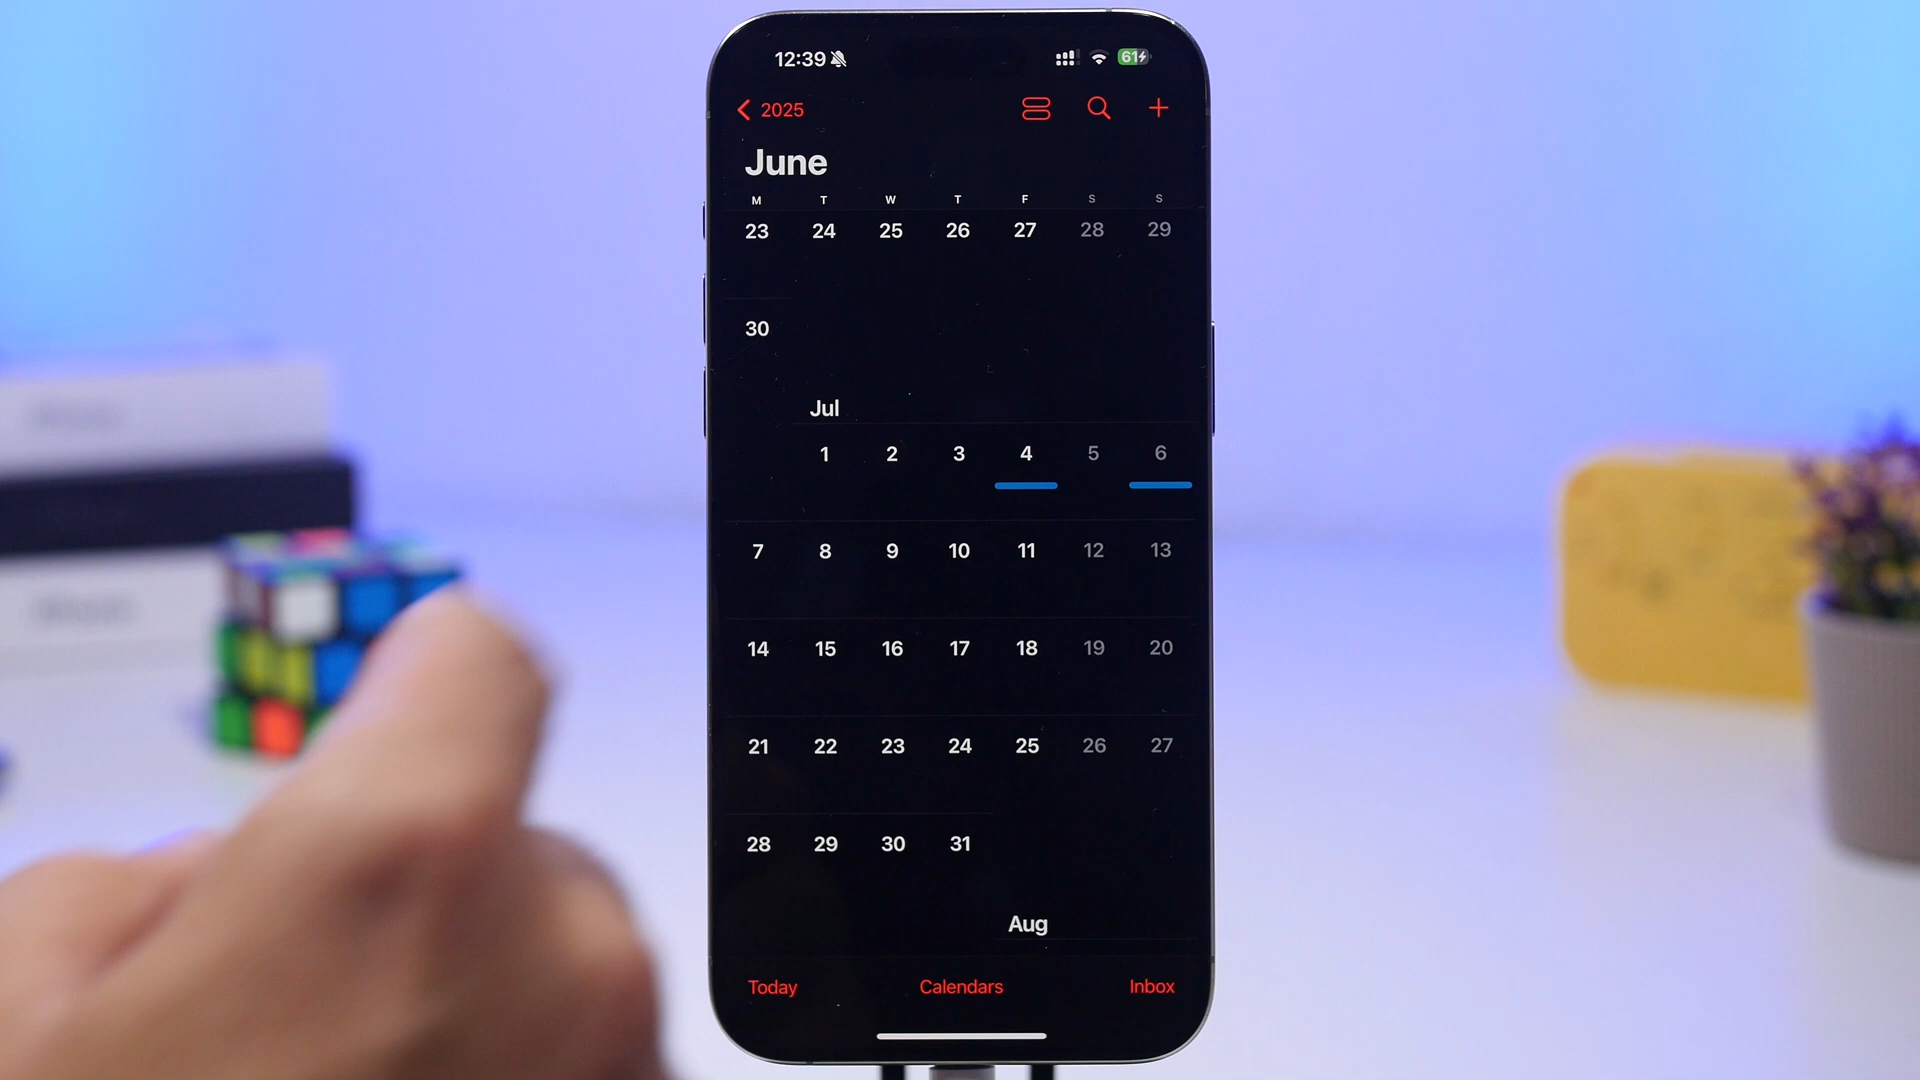 12:39 61
2025
June
M T W T F S S
23 24 25 26 27 28 29
30
Jul
1 2 3 4 5 6
7 8 9 10 11 12 13
14 15 16 17 18 19 20
21 22 23 24 25 26 27
28 29 30 31
Aug
Today Calendars Inbox